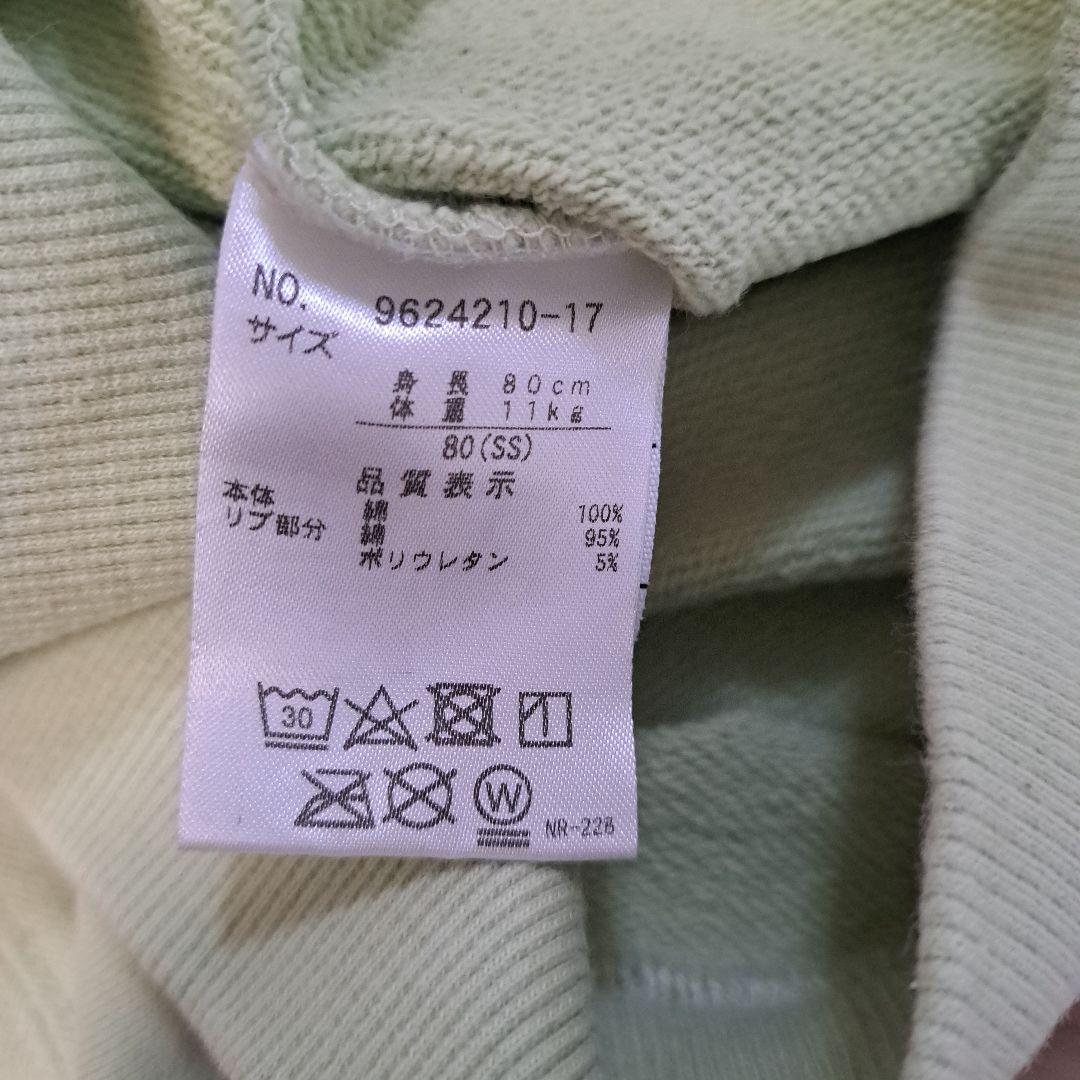 NO. 9624210-17
サイズ
身長 80cm
体重 11kg
80(SS)
品質表示
本体 綿 100%
リブ部分 綿 95%
ポリウレタン 5%
30
W
NR-228